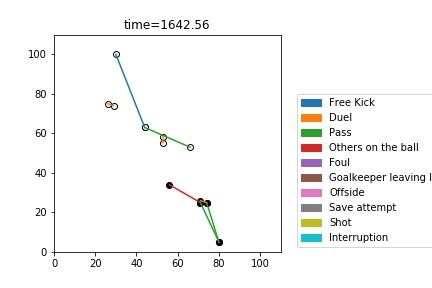 time=1642.56
100
80
60
40
20
0
0 20 40 60 80 100
Free Kick
Duel
Pass
Others on the ball
Foul
Goalkeeper leaving l
Offside
Save attempt
Shot
Interruption